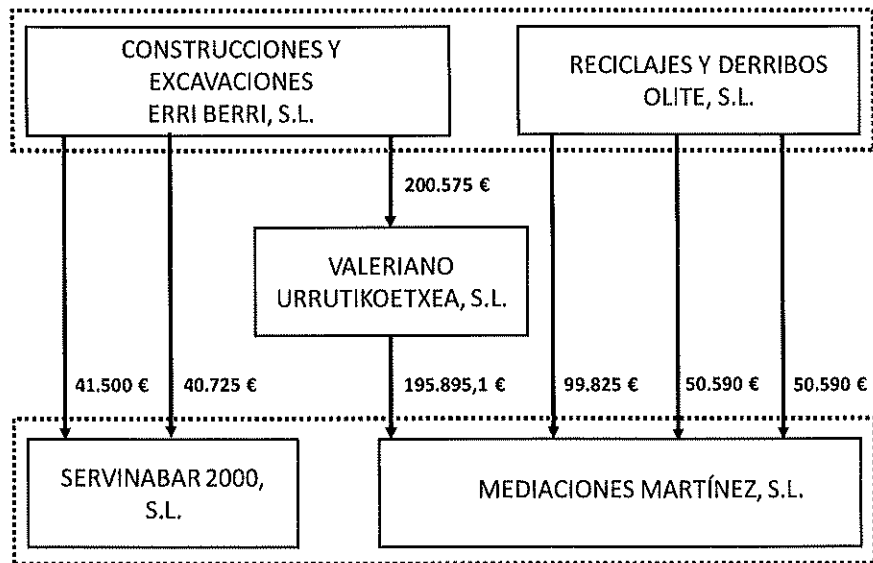 CONSTRUCCIONES Y
EXCAVACIONES
ERRI BERRI, S.L.
RECICLAJES Y DERRIBOS
OLITE, S.L.
200.575 €
VALERIANO
URRUTIKOETXEA, S.L.
41.500 €
40.725 €
195.895,1 €
99.825 €
50.590 €
50.590 €
SERVINABAR 2000,
S.L.
MEDIACIONES MARTÍNEZ, S.L.